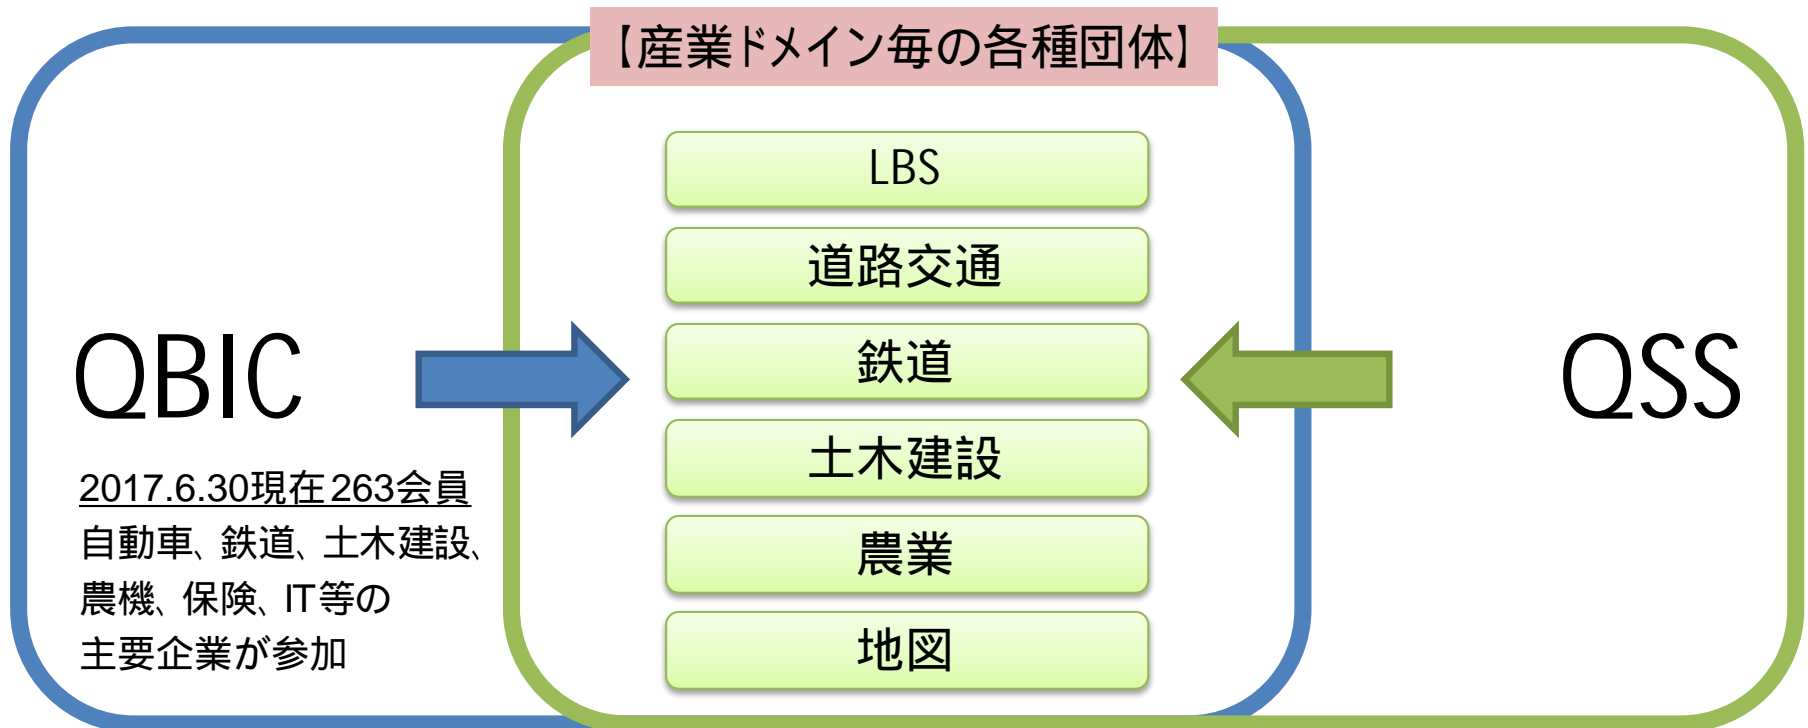 【産業ドメイン毎の各種団体】
LBS
道路交通
鉄道
土木建設
農業
地図
QBIC
2017.6.30現在263会員
自動車、鉄道、土木建設、
農機、保険、IT等の
主要企業が参加
QSS